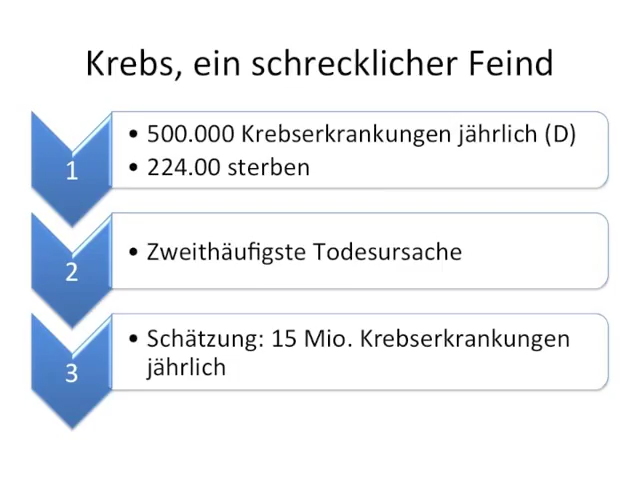 Krebs, ein schrecklicher Feind
1
• 500.000 Krebserkrankungen jährlich (D)
• 224.00 sterben
2
• Zweithäufigste Todesursache
3
• Schätzung: 15 Mio. Krebserkrankungen
jährlich